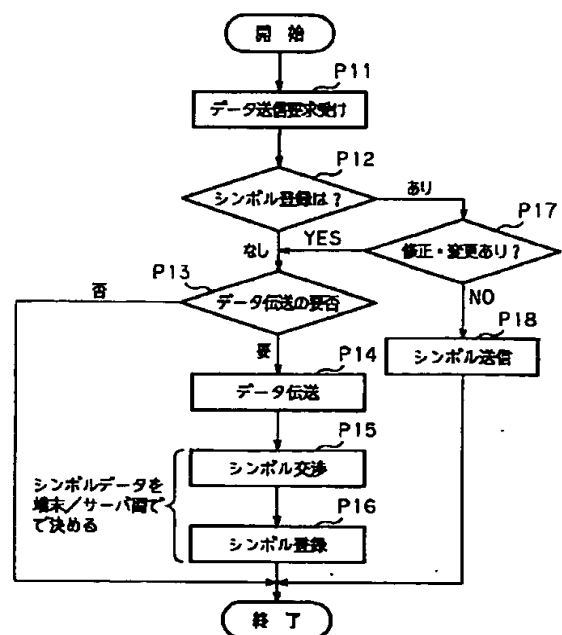 開 始
P11
データ送信要求受け
P12
シンボル登録は？
あり
P17
なし
YES
修正・変更あり？
P13
否
データ伝送の要否
NO
要
P18
シンボル送信
P14
データ伝送
P15
シンボル交渉
シンボルデータを
端末／サーバ間で
で決める
P16
シンボル登録
終 了